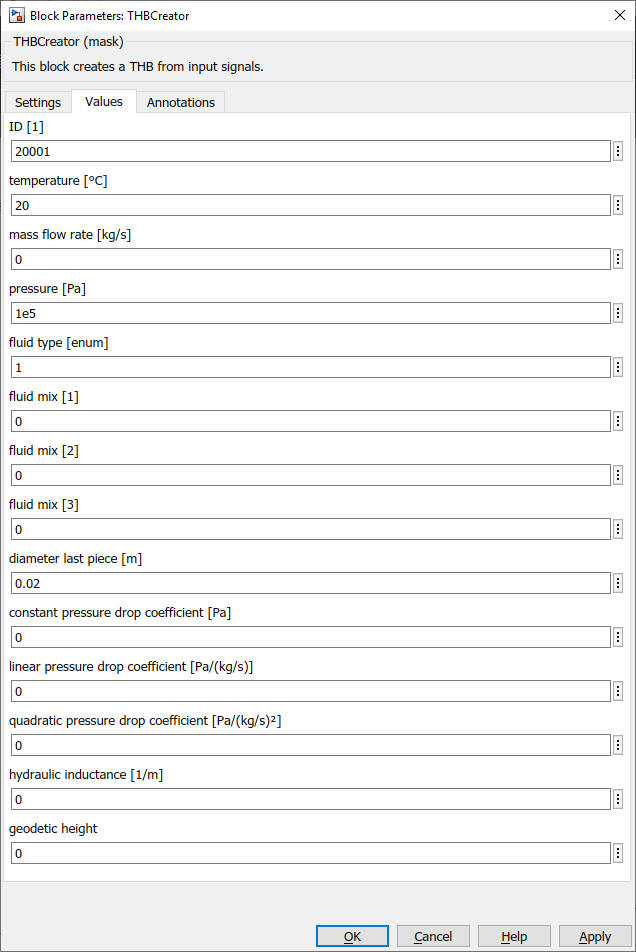 Block Parameters: THBCreator
THBCreator (mask)
This block creates a THB from input signals.
Settings Values Annotations
ID [1]
20001
temperature [°C]
20
mass flow rate [kg/s]
0
pressure [Pa]
1e5
fluid type [enum]
1
fluid mix [1]
0
fluid mix [2]
0
fluid mix [3]
0
diameter last piece [m]
0.02
constant pressure drop coefficient [Pa]
0
linear pressure drop coefficient [Pa/(kg/s)]
0
quadratic pressure drop coefficient [Pa/(kg/s)²]
0
hydraulic inductance [1/m]
0
geodetic height
0
OK Cancel Help Apply